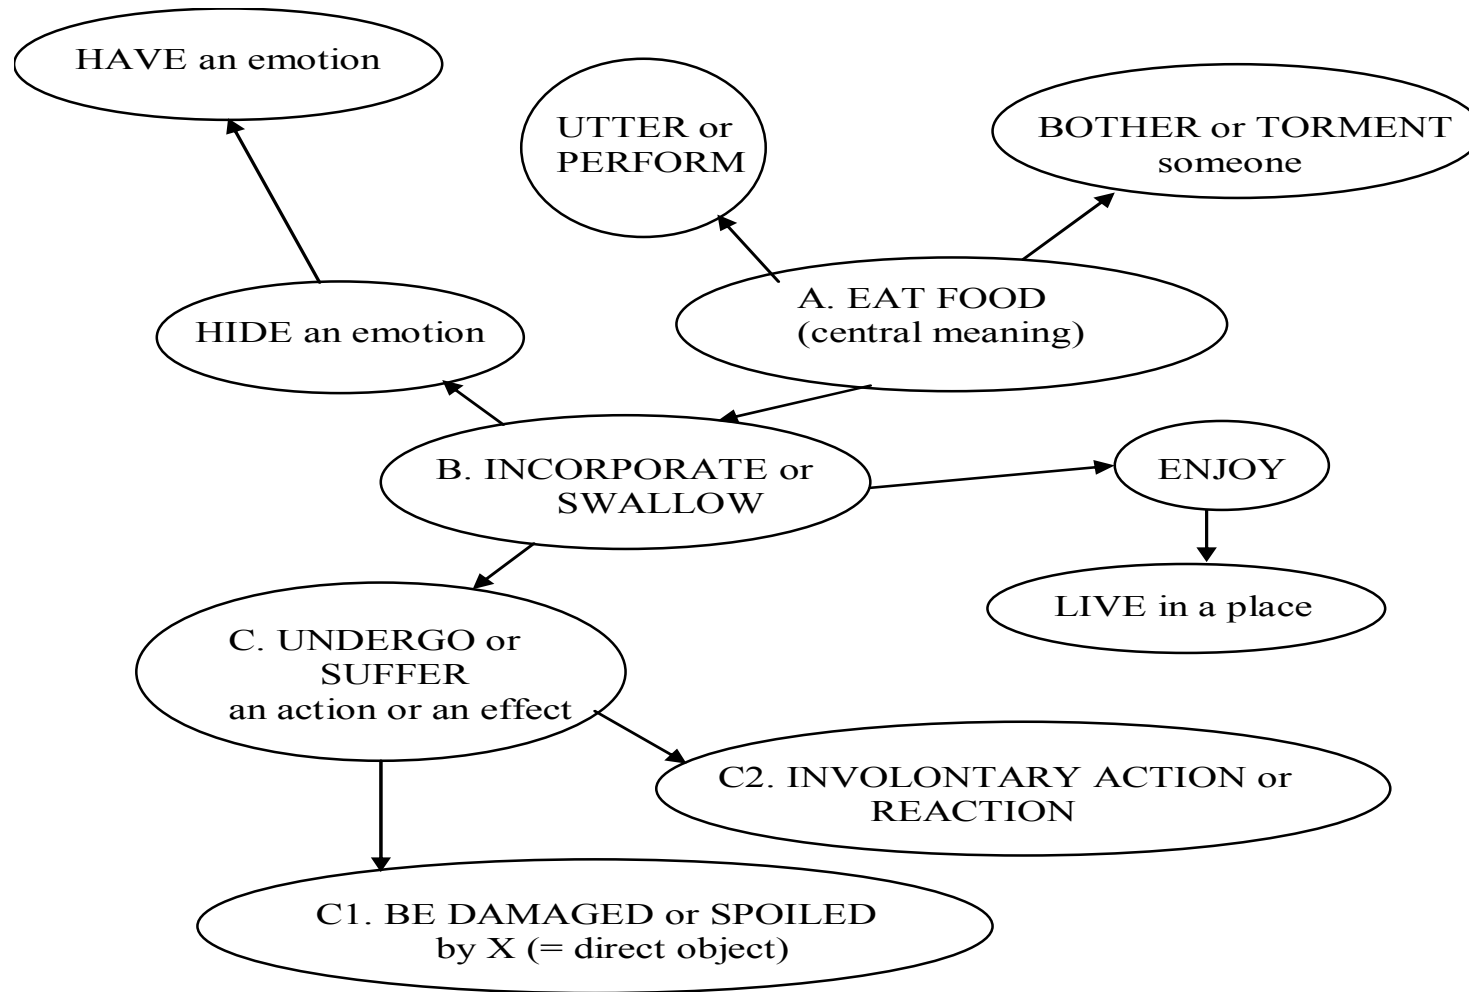 HAVE an emotion
UTTER or
PERFORM
BOTHER or TORMENT
someone
A. EAT FOOD
(central meaning)
HIDE an emotion
B. INCORPORATE or
SWALLOW
ENJOY
LIVE in a place
C. UNDERGO or
SUFFER
an action or an effect
C2. INVOLONTARY ACTION or
REACTION
C1. BE DAMAGED or SPOILED
by X (= direct object)